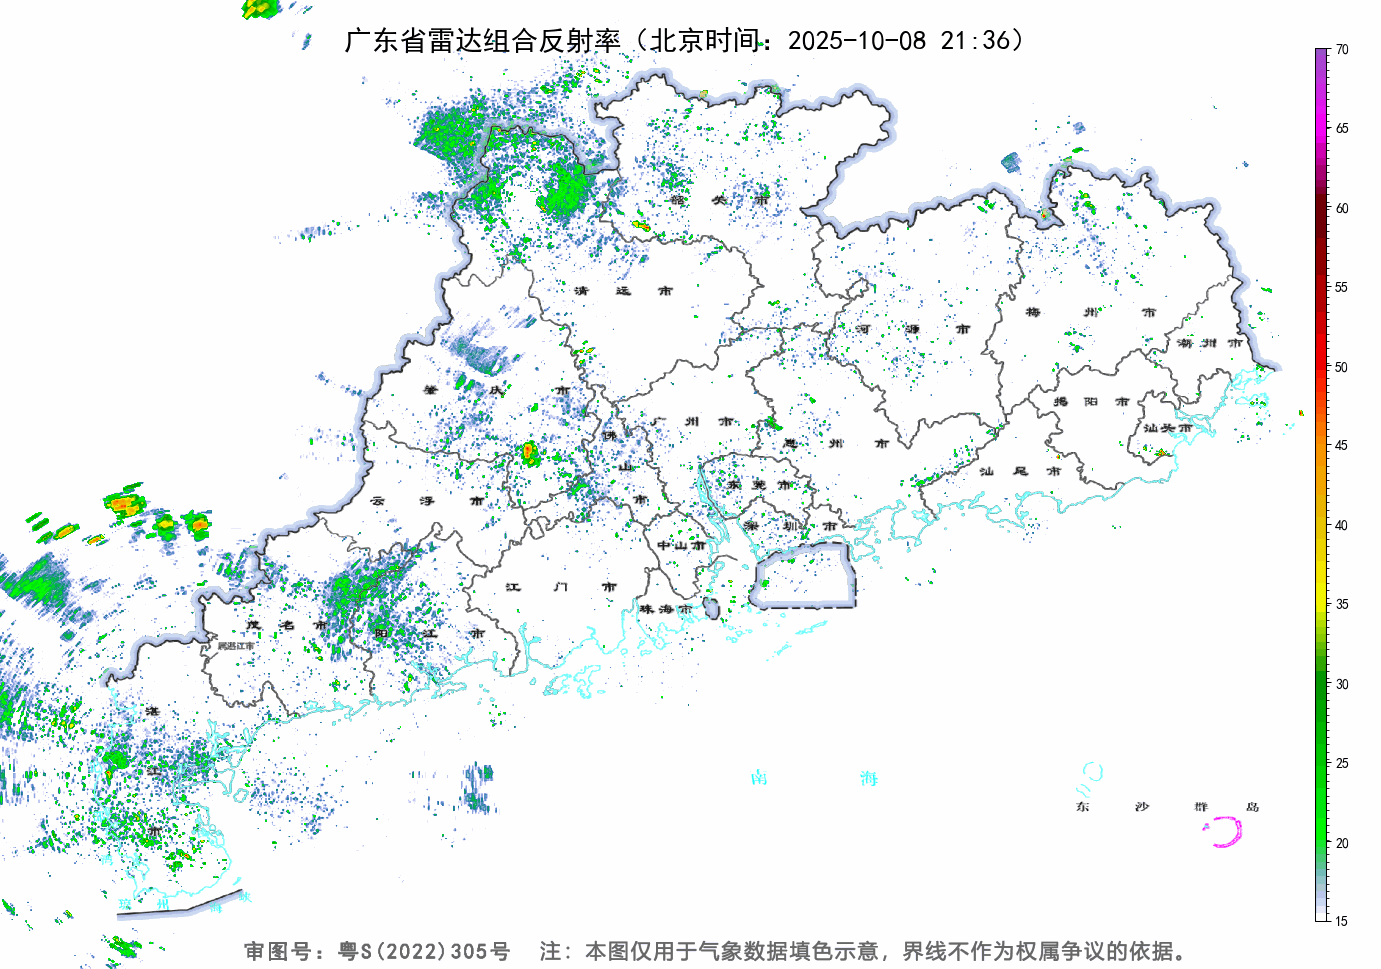 广东省雷达组合反射率（北京时间：2025-10-08 21:36）
70
65
60
55
50
45
40
35
30
25
20
15
韶关市
清远市
河源市
梅州市
潮州市
肇庆市
广州市
揭阳市
汕头市
佛山市
惠州市
云浮市
东莞市
汕尾市
深圳市
中山市
江门市
珠海市
茂名市
阳江市
属湛江市
湛江市
南海
东沙群岛
琼州海峡
审图号：粤S(2022)305号 注：本图仅用于气象数据填色示意，界线不作为权属争议的依据。